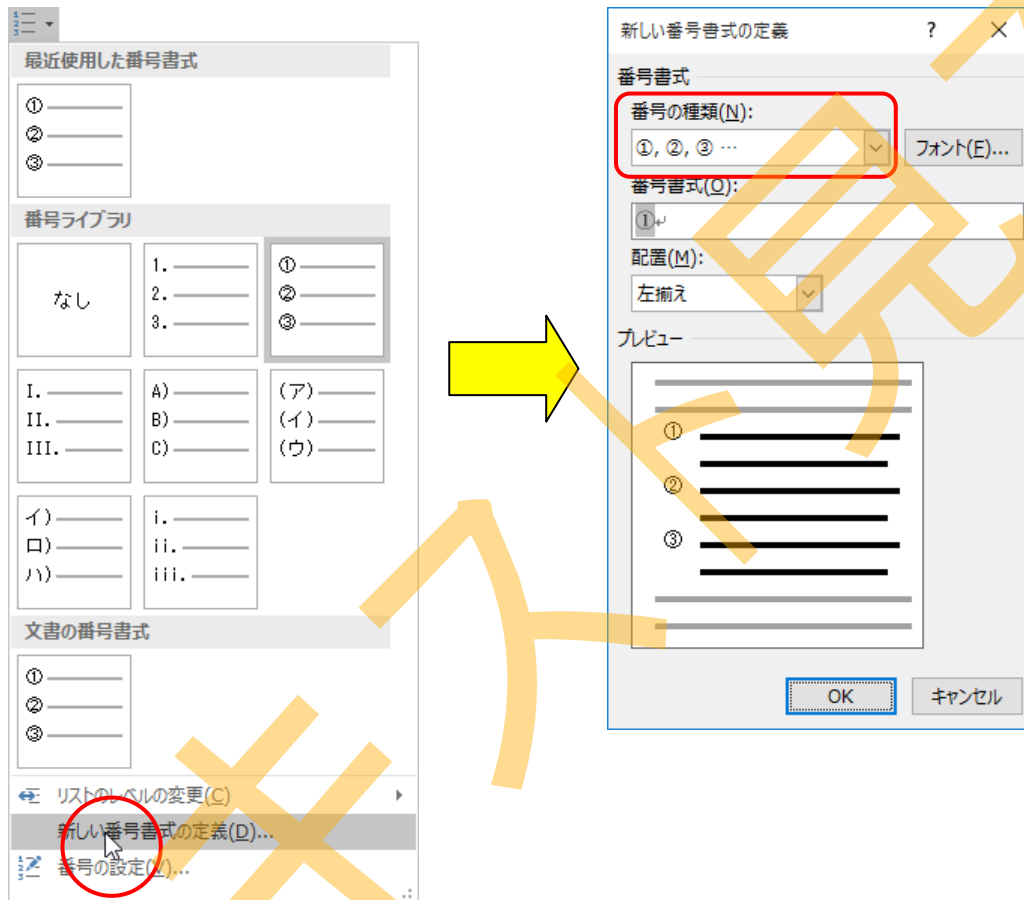 最近使用した番号書式
①
②
③
番号ライブラリ
なし
1.
2.
3.
①
②
③
I.
II.
III.
A)
B)
C)
(ア)
(イ)
(ウ)
イ)
ロ)
ハ)
i.
ii.
iii.
文書の番号書式
①
②
③
リストのレベルの変更(C)
新しい番号書式の定義(D)...
番号の設定(V)...
新しい番号書式の定義 ? ×
番号書式
番号の種類(N):
①, ②, ③ …
フォント(F)...
番号書式(O):
①↵
配置(M):
左揃え
プレビュー
①
②
③
OK
キャンセル